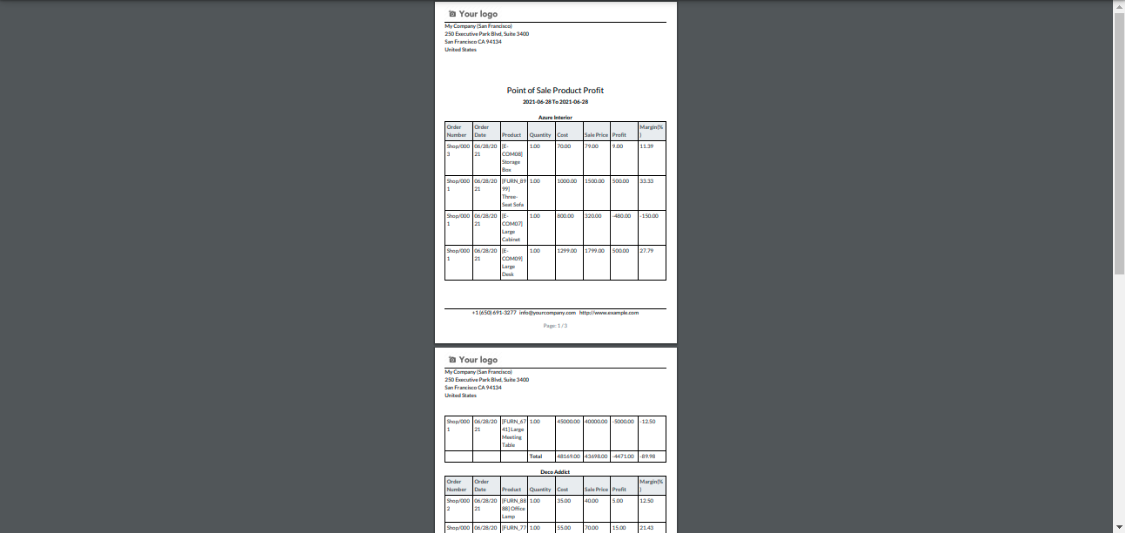 Your logo
My Company (San Francisco)
250 Executive Park Blvd, Suite 3400
San Francisco CA 94134
United States
Point of Sale Product Profit
2021-06-28 To 2021-06-28
Azure Interior
Order Number Order Date Product Quantity Cost Sale Price Profit Margin(%)
Shop/0003 06/28/2021 [E-COM08] Storage Box 1.00 70.00 79.00 9.00 11.39
Shop/0001 06/28/2021 [FURN_8999] Three-Seat Sofa 1.00 1000.00 1500.00 500.00 33.33
Shop/0001 06/28/2021 [E-COM07] Large Cabinet 1.00 800.00 320.00 -480.00 -150.00
Shop/0001 06/28/2021 [E-COM09] Large Desk 1.00 1299.00 1799.00 500.00 27.79
+1 (650) 691-3277 info@yourcompany.com http://www.example.com
Page: 1 / 3
Your logo
My Company (San Francisco)
250 Executive Park Blvd, Suite 3400
San Francisco CA 94134
United States
Shop/0001 06/28/2021 [FURN_6741] Large Meeting Table 1.00 45000.00 40000.00 -5000.00 -12.50
Total 48169.00 43698.00 -4471.00 -89.98
Deco Addict
Order Number Order Date Product Quantity Cost Sale Price Profit Margin(%)
Shop/0002 06/28/2021 [FURN_8888] Office Lamp 1.00 35.00 40.00 5.00 12.50
Shop/000 06/28/20 [FURN_77 1.00 55.00 70.00 15.00 21.43